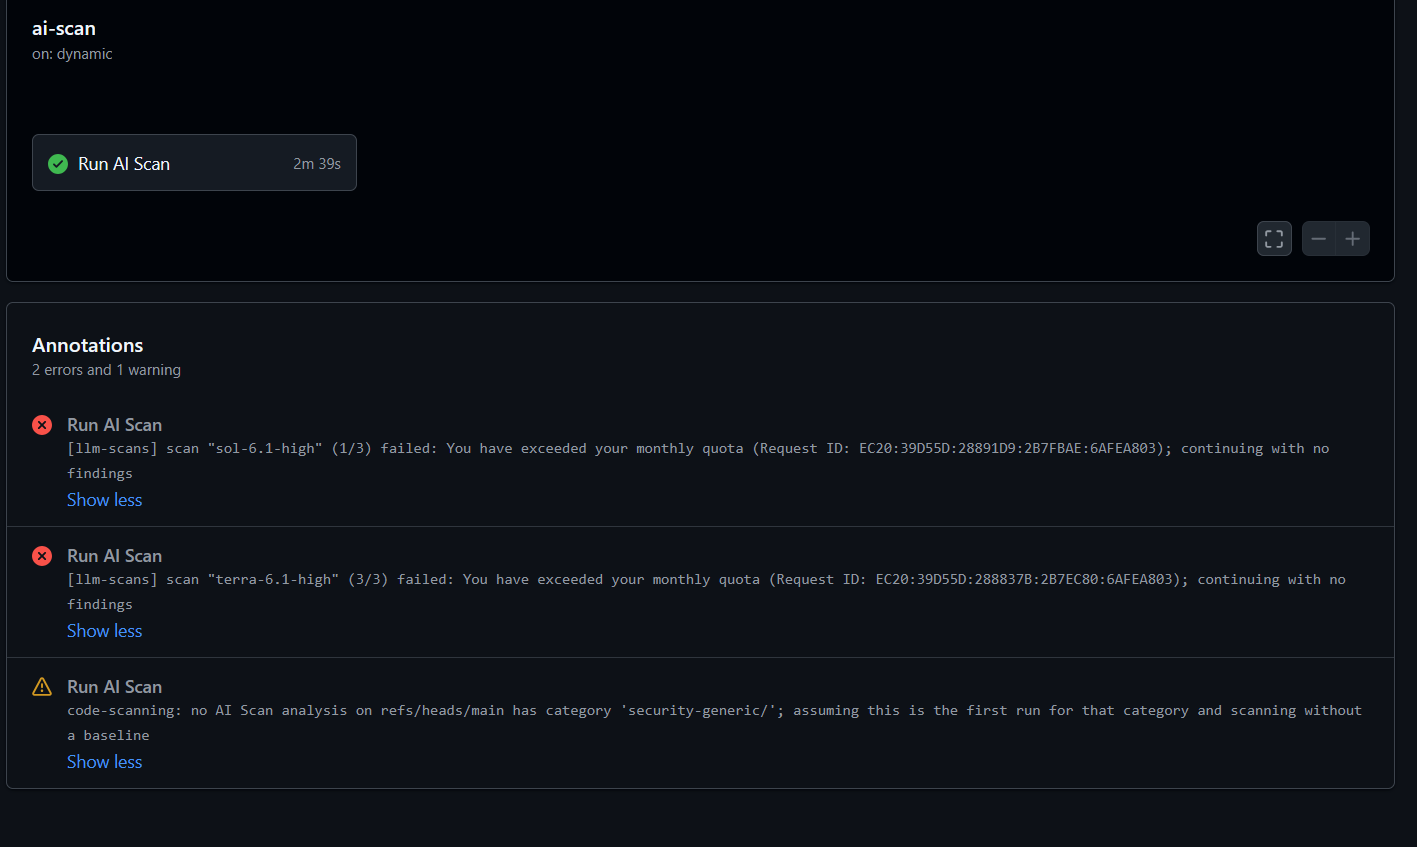 ai-scan
on: dynamic
Run AI Scan 2m 39s
Annotations
2 errors and 1 warning
Run AI Scan
[llm-scans] scan "sol-6.1-high" (1/3) failed: You have exceeded your monthly quota (Request ID: EC20:39D55D:28891D9:2B7FBAE:6AFEA803); continuing with no
findings
Show less
Run AI Scan
[llm-scans] scan "terra-6.1-high" (3/3) failed: You have exceeded your monthly quota (Request ID: EC20:39D55D:288837B:2B7EC80:6AFEA803); continuing with no
findings
Show less
Run AI Scan
code-scanning: no AI Scan analysis on refs/heads/main has category 'security-generic/'; assuming this is the first run for that category and scanning without
a baseline
Show less